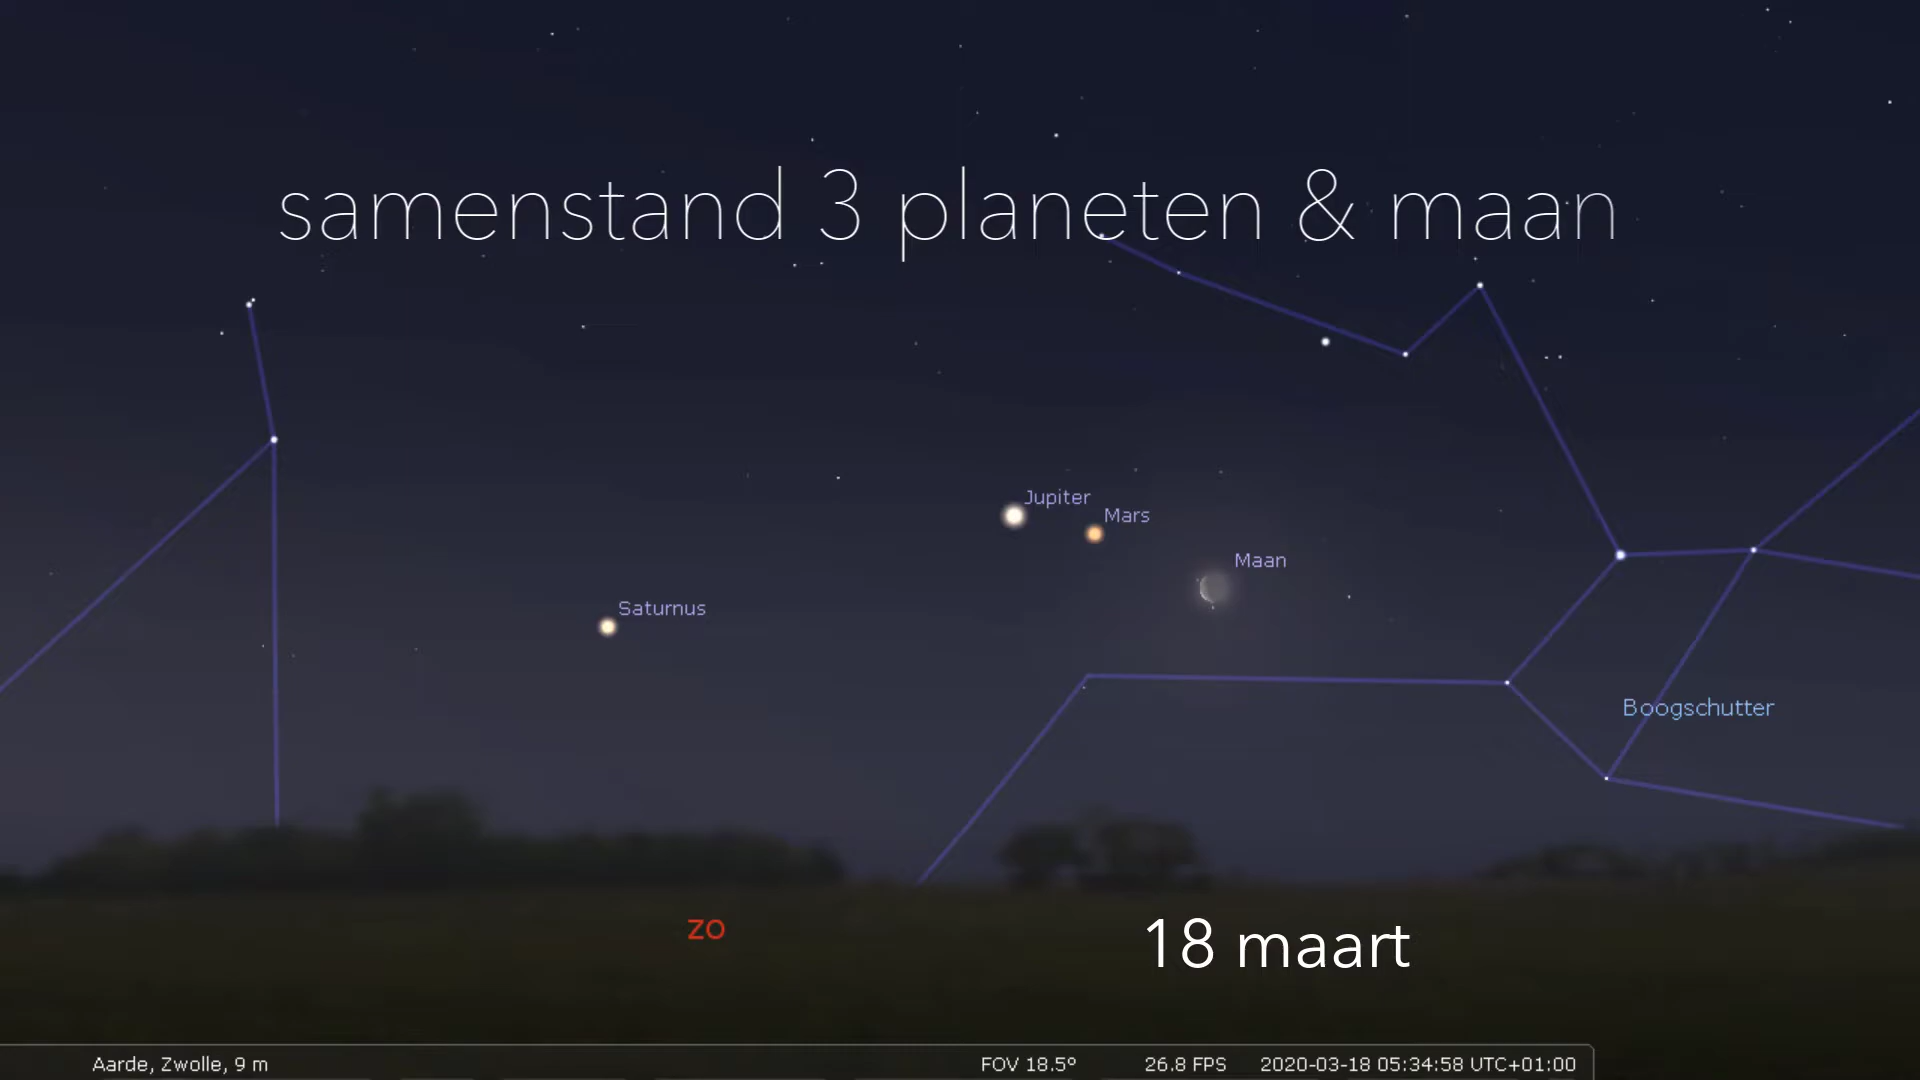 samenstand 3 planeten & maan
Jupiter
Mars
Maan
Saturnus
Boogschutter
ZO
18 maart
Aarde, Zwolle, 9 m FOV 18.5° 26.8 FPS 2020-03-18 05:34:58 UTC+01:00